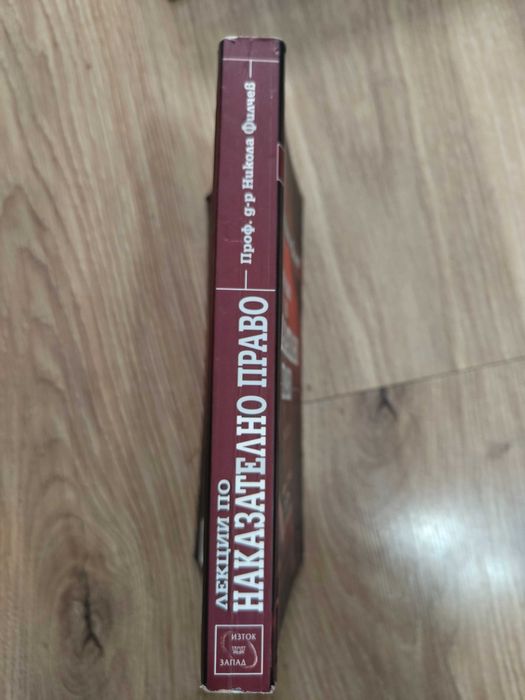 Проф. д-р Никола Филчев
ЛЕКЦИИ ПО
НАКАЗАТЕЛНО ПРАВО
ИЗТОК
ЗАПАД